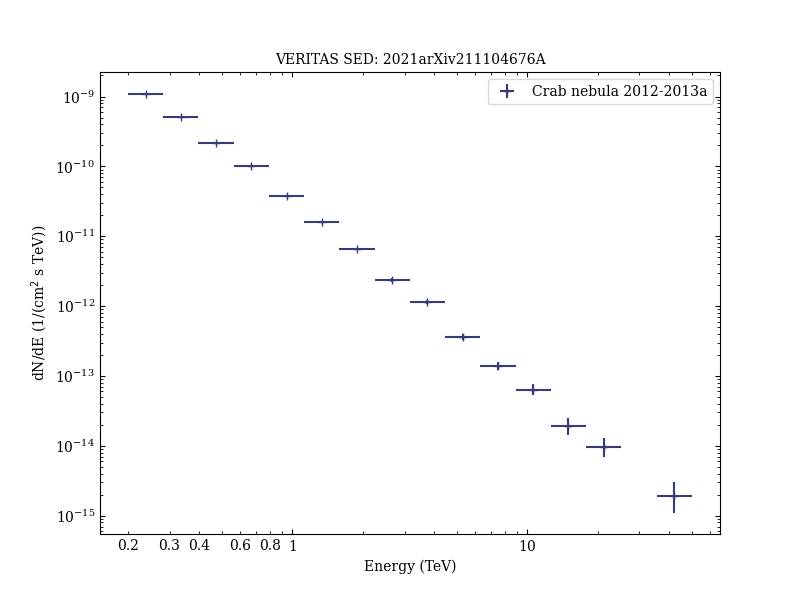 VERITAS SED: 2021arXiv211104676A
Crab nebula 2012-2013a
dN/dE (1/(cm² s TeV))
10⁻⁹
10⁻¹⁰
10⁻¹¹
10⁻¹²
10⁻¹³
10⁻¹⁴
10⁻¹⁵
0.2 0.3 0.4 0.6 0.8 1 10
Energy (TeV)